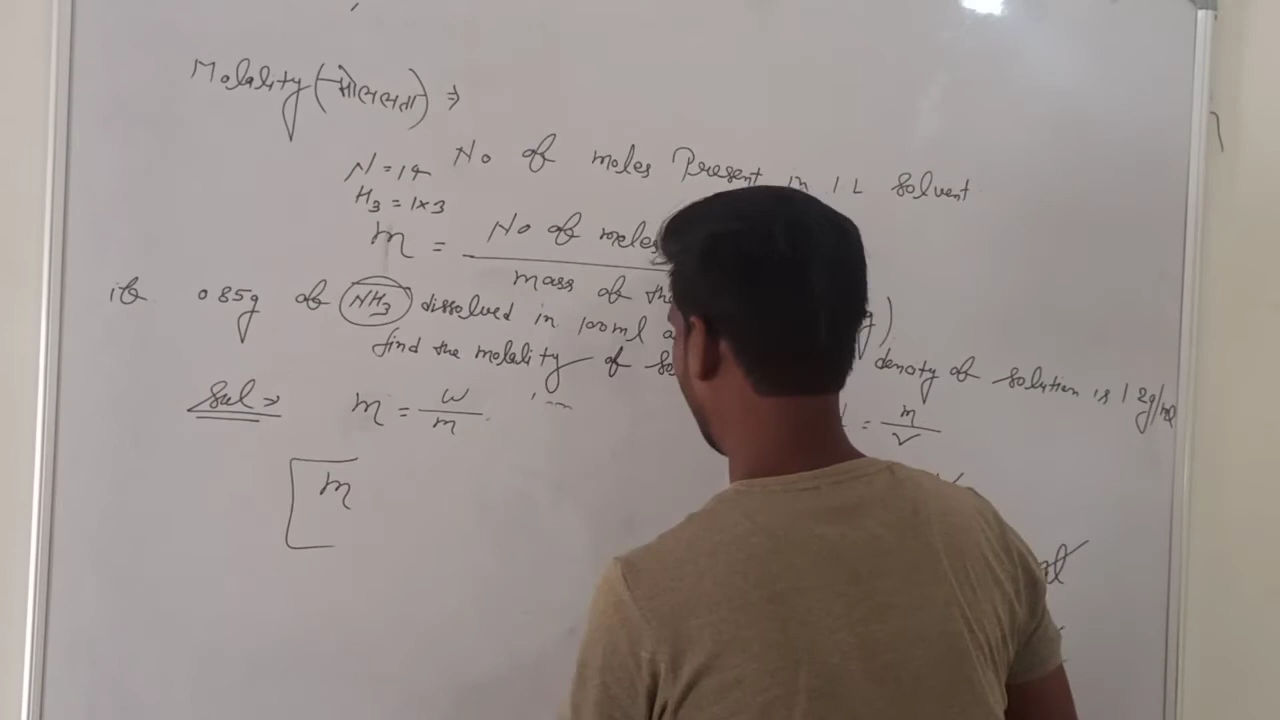 Molality (मोललता) ⇒
No of moles Present in 1 L Solvent
N = 14
H₃ = 1×3
m = No of moles
mass of the
if 0.85g of NH₃ dissolved in 100ml
density of solution is 1.2g/ml
find the molality of
Sol ⇒ m = w/m
d = m/v
m